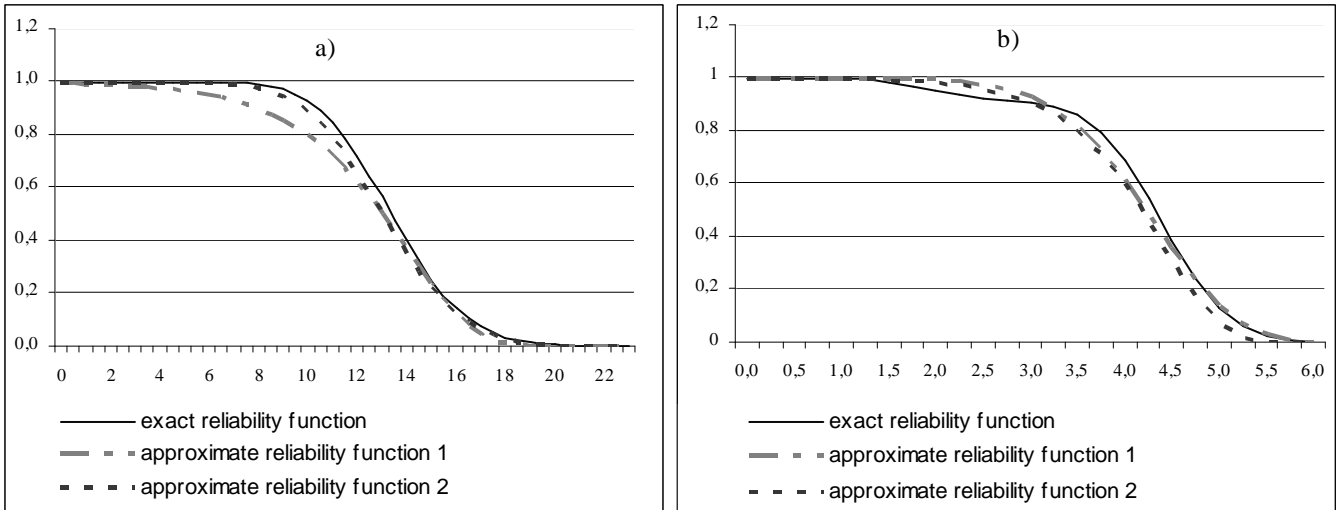 a)
1,2
1,0
0,8
0,6
0,4
0,2
0,0
0 2 4 6 8 10 12 14 16 18 20 22
exact reliability function
approximate reliability function 1
approximate reliability function 2
b)
1,2
1
0,8
0,6
0,4
0,2
0
0,0 0,5 1,0 1,5 2,0 2,5 3,0 3,5 4,0 4,5 5,0 5,5 6,0
exact reliability function
approximate reliability function 1
approximate reliability function 2